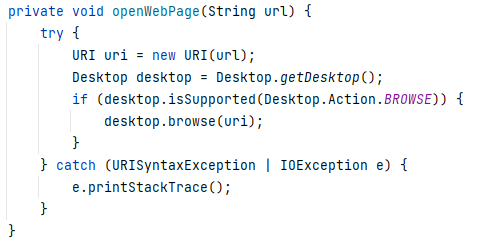 private void openWebPage(String url) {
    try {
        URI uri = new URI(url);
        Desktop desktop = Desktop.getDesktop();
        if (desktop.isSupported(Desktop.Action.BROWSE)) {
            desktop.browse(uri);
        }
    } catch (URISyntaxException | IOException e) {
        e.printStackTrace();
    }
}